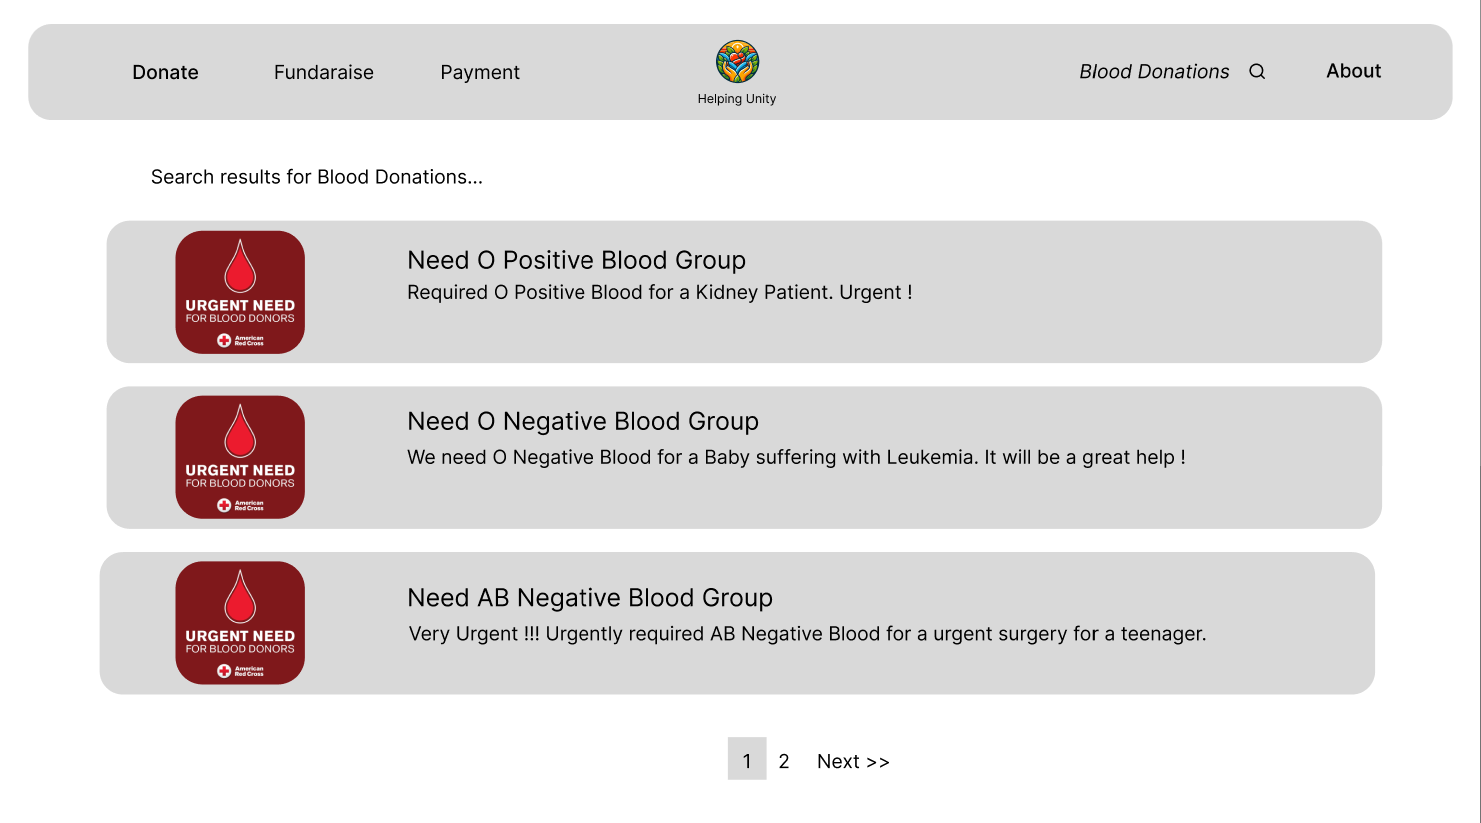 Donate
Fundaraise
Payment
Helping Unity
Blood Donations
About
Search results for Blood Donations...
URGENT NEED
FOR BLOOD DONORS
American
Red Cross
Need O Positive Blood Group
Required O Positive Blood for a Kidney Patient. Urgent !
URGENT NEED
FOR BLOOD DONORS
American
Red Cross
Need O Negative Blood Group
We need O Negative Blood for a Baby suffering with Leukemia. It will be a great help !
URGENT NEED
FOR BLOOD DONORS
American
Red Cross
Need AB Negative Blood Group
Very Urgent !!! Urgently required AB Negative Blood for a urgent surgery for a teenager.
1 2 Next >>